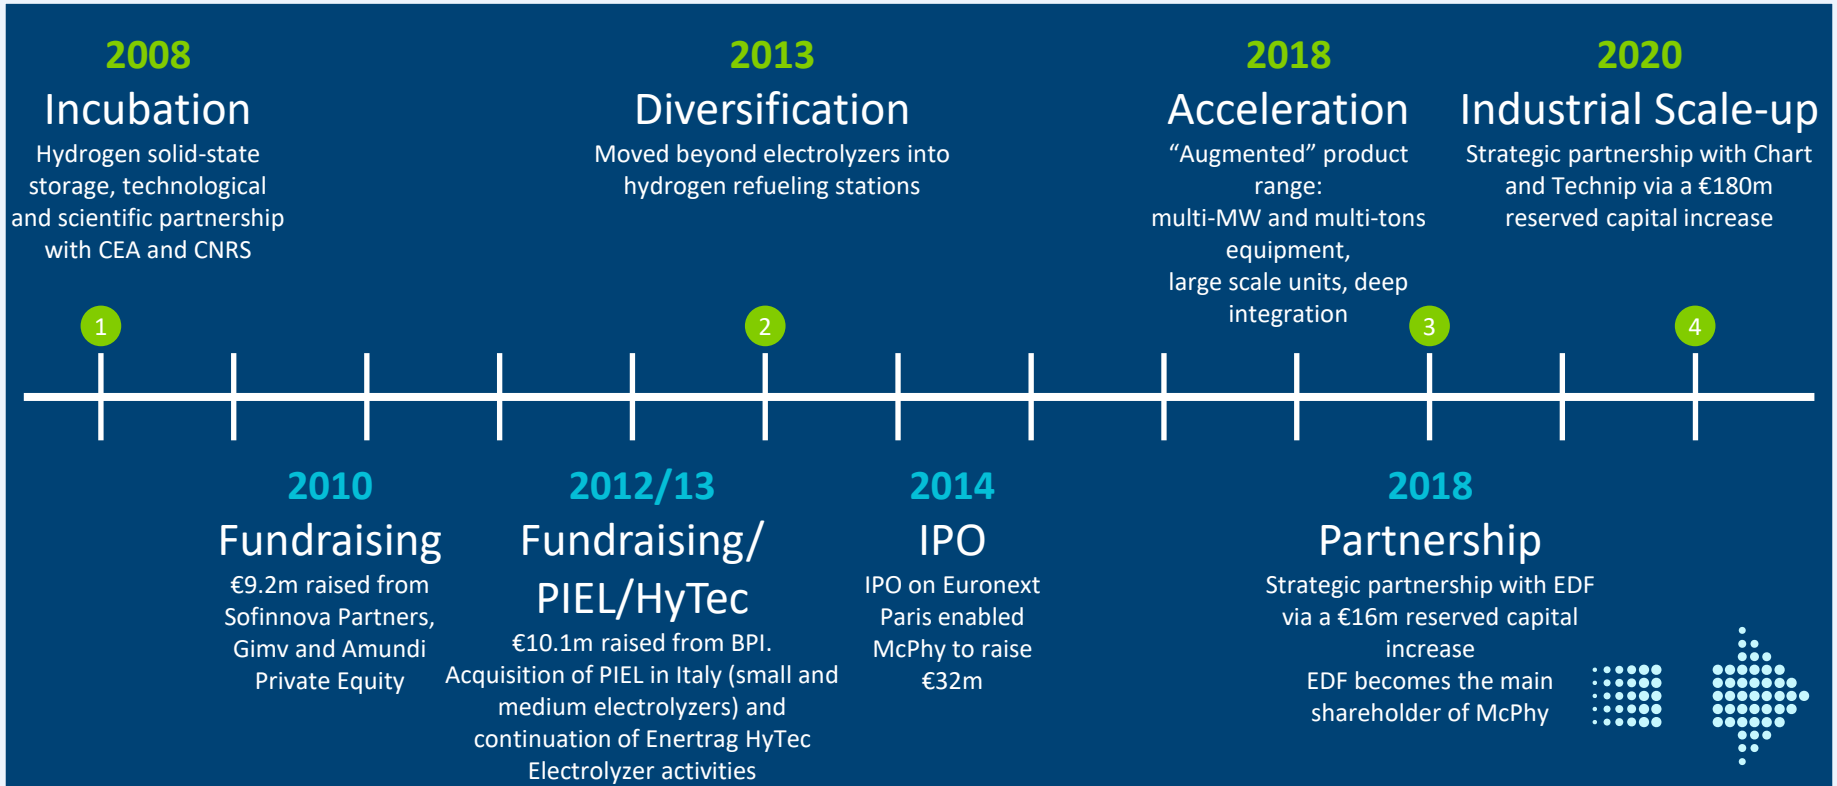 2008
Incubation
Hydrogen solid-state
storage, technological
and scientific partnership
with CEA and CNRS
2013
Diversification
Moved beyond electrolyzers into
hydrogen refueling stations
2018
Acceleration
“Augmented” product
range:
multi-MW and multi-tons
equipment,
large scale units, deep
integration
2020
Industrial Scale-up
Strategic partnership with Chart
and Technip via a €180m
reserved capital increase
1
2
3
4
2010
Fundraising
€9.2m raised from
Sofinnova Partners,
Gimv and Amundi
Private Equity
2012/13
Fundraising/
PIEL/HyTec
€10.1m raised from BPI.
Acquisition of PIEL in Italy (small and
medium electrolyzers) and
continuation of Enertrag HyTec
Electrolyzer activities
2014
IPO
IPO on Euronext
Paris enabled
McPhy to raise
€32m
2018
Partnership
Strategic partnership with EDF
via a €16m reserved capital
increase
EDF becomes the main
shareholder of McPhy